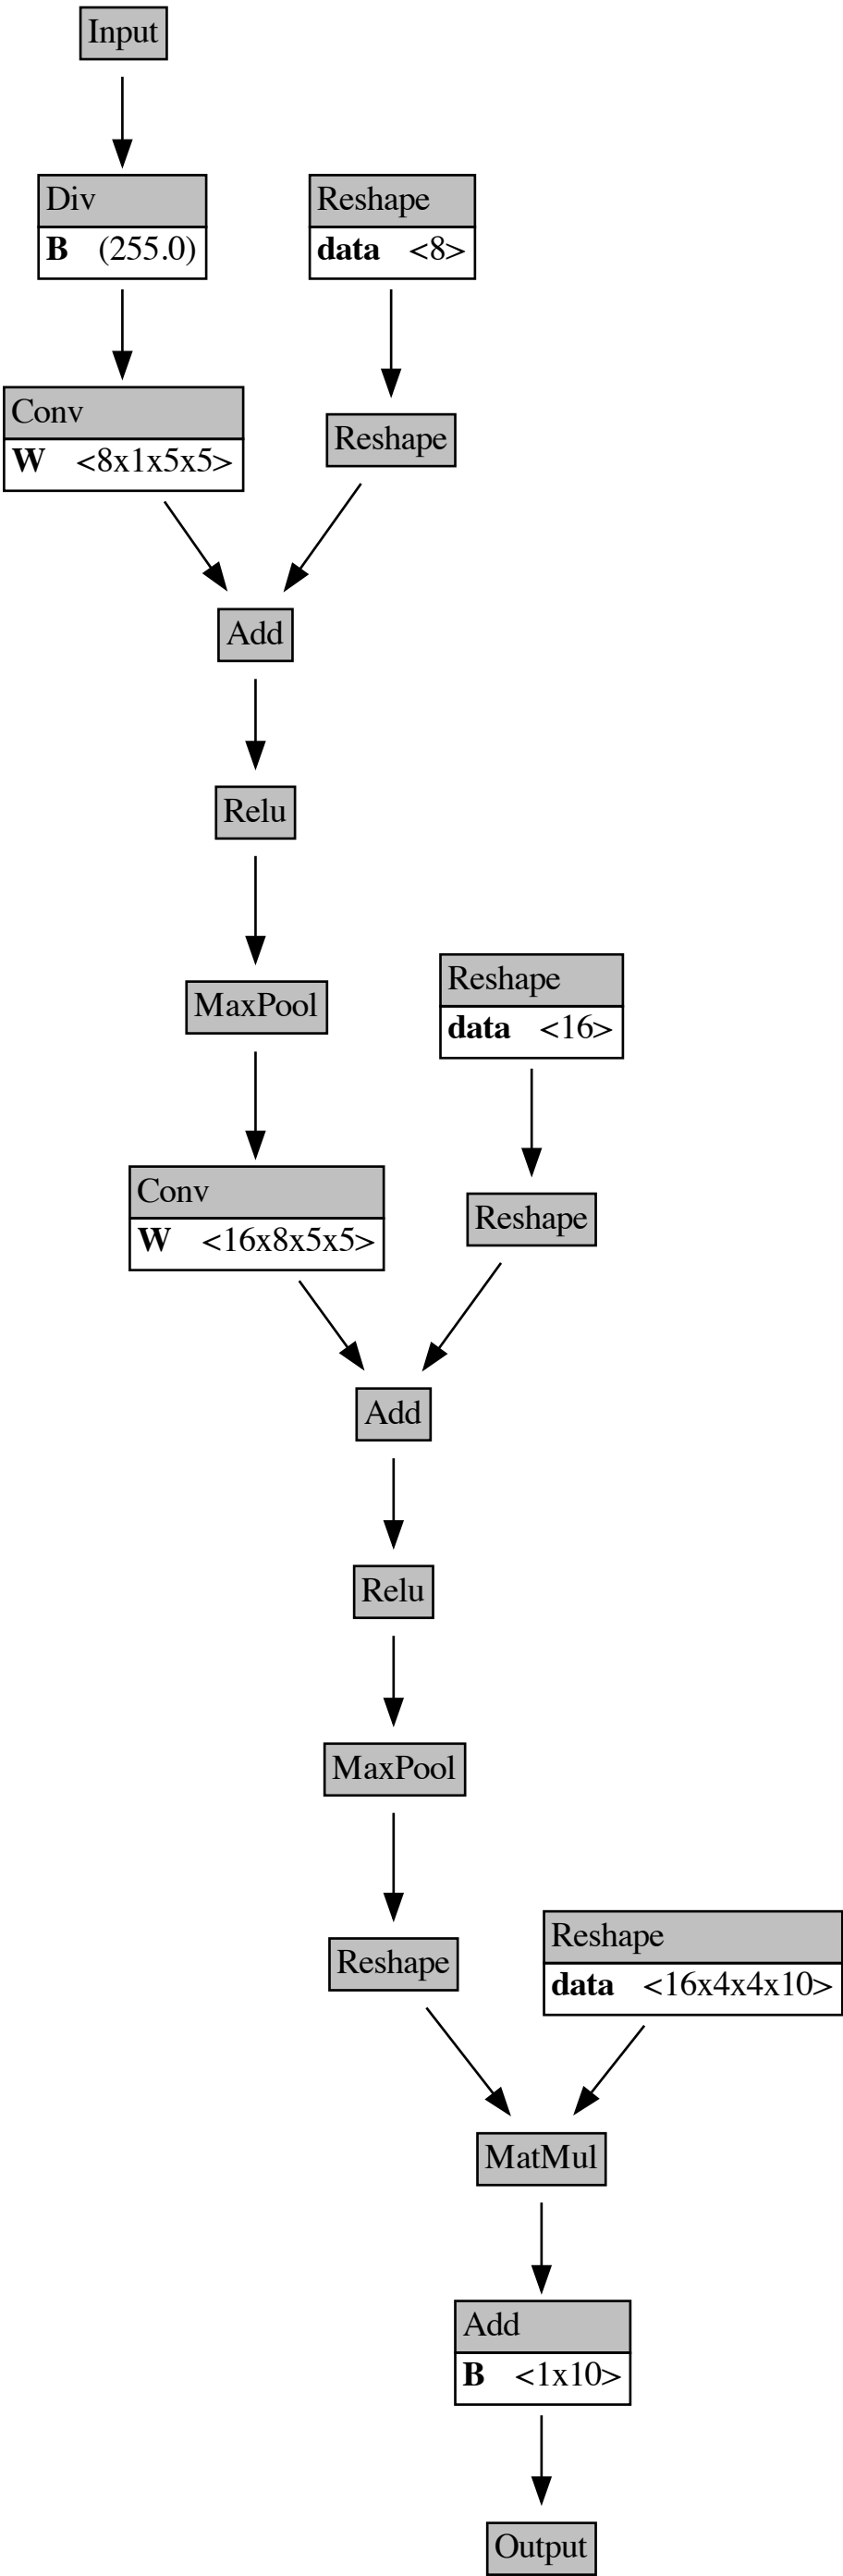 Input
Div
B (255.0)
Reshape
data <8>
Conv
W <8x1x5x5>
Reshape
Add
Relu
MaxPool
Reshape
data <16>
Conv
W <16x8x5x5>
Reshape
Add
Relu
MaxPool
Reshape
Reshape
data <16x4x4x10>
MatMul
Add
B <1x10>
Output